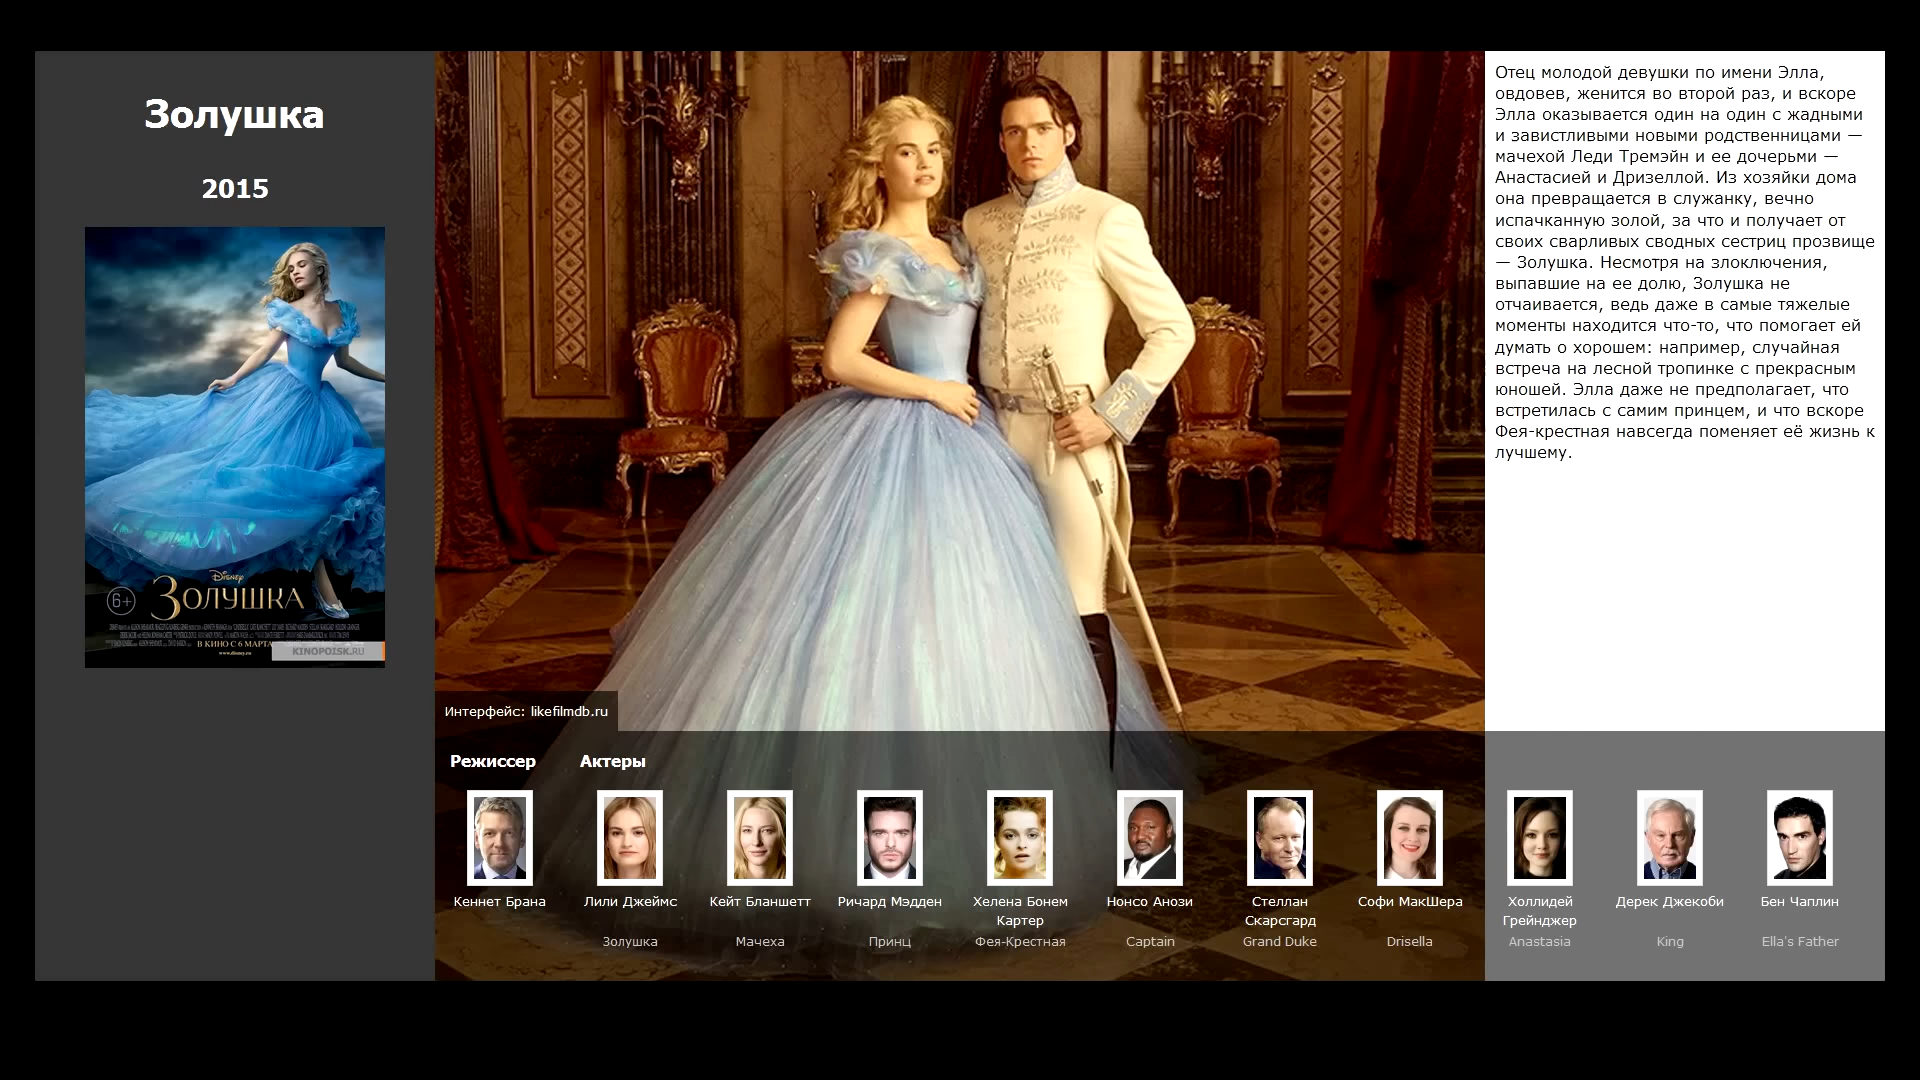 Золушка
2015
6+
Disney
Золушка
В КИНО С 6 МАРТА
www.disney.ru
KINOPOISK.RU
Отец молодой девушки по имени Элла,
овдовев, женится во второй раз, и вскоре
Элла оказывается один на один с жадными
и завистливыми новыми родственницами —
мачехой Леди Тремэйн и ее дочерьми —
Анастасией и Дризеллой. Из хозяйки дома
она превращается в служанку, вечно
испачканную золой, за что и получает от
своих сварливых сводных сестриц прозвище
— Золушка. Несмотря на злоключения,
выпавшие на ее долю, Золушка не
отчаивается, ведь даже в самые тяжелые
моменты находится что-то, что помогает ей
думать о хорошем: например, случайная
встреча на лесной тропинке с прекрасным
юношей. Элла даже не предполагает, что
встретилась с самим принцем, и что вскоре
Фея-крестная навсегда поменяет её жизнь к
лучшему.
Интерфейс: likefilmdb.ru
Режиссер Актеры
Кеннет Брана Лили Джеймс Кейт Бланшетт Ричард Мэдден Хелена Бонем Нонсо Анози Стеллан Софи МакШера Холлидей Дерек Джекоби Бен Чаплин
Картер Скарсгард Грейнджер
Золушка Мачеха Принц Фея-Крестная Captain Grand Duke Drisella Anastasia King Ella's Father